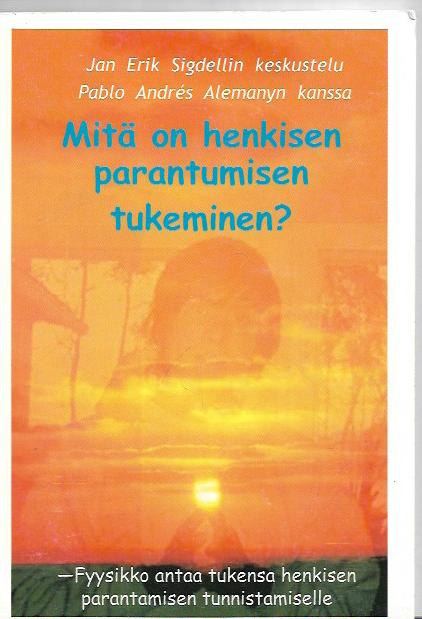 Jan Erik Sigdellin keskustelu
Pablo Andrés Alemanyn kanssa
Mitä on henkisen
parantumisen
tukeminen?
—Fyysikko antaa tukensa henkisen
parantamisen tunnistamiselle